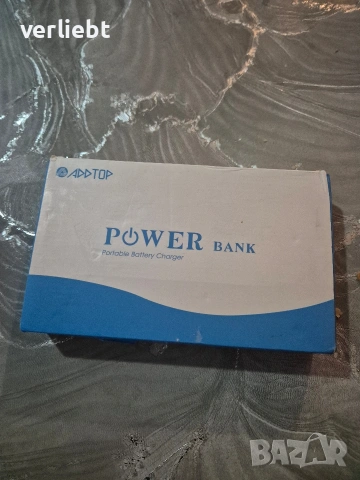 verliebt
ADDTOP
POWER BANK
Portable Battery Charger
BAZAR